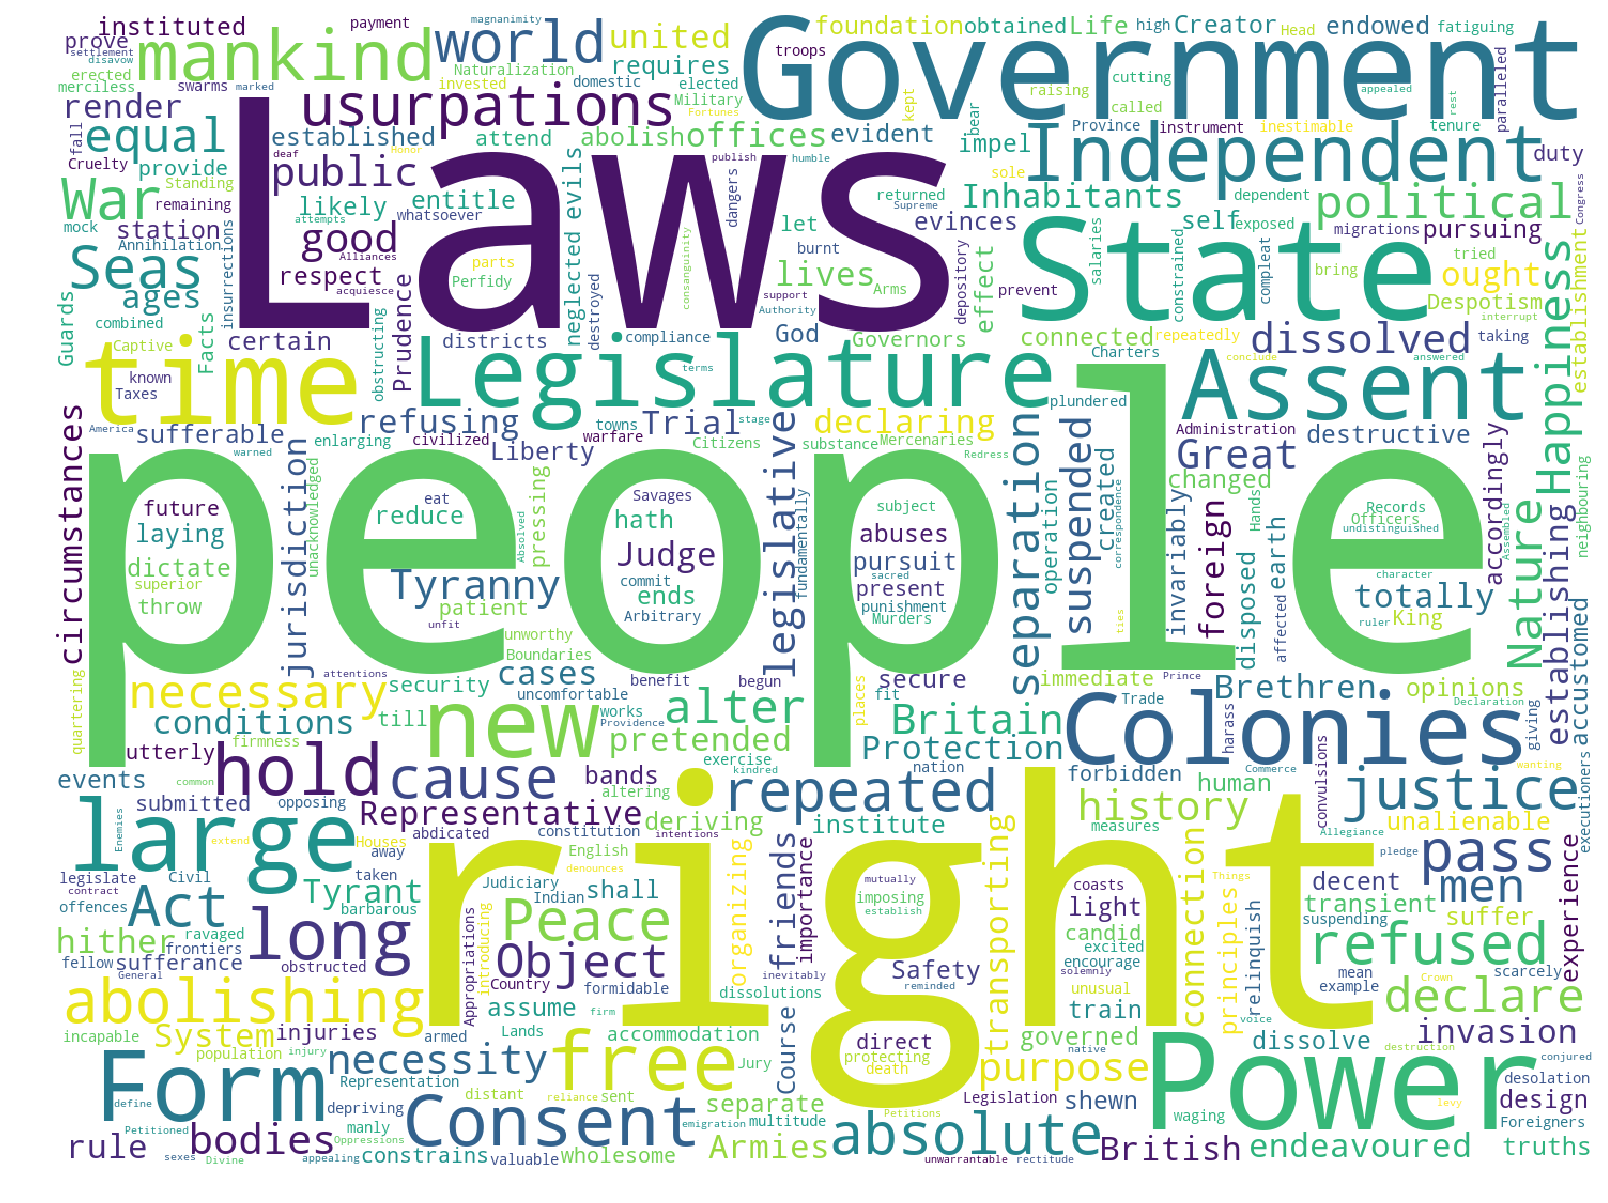 instituted payment magnanimity world united foundation obtained Life high Creator Head endowed fatiguing
prove settlement disavow mankind Naturalization requires troops Government cutting
erected merciless swarms marked invested domestic elected raising called appealed rest paralleled
render usurpations Military Fortunes kept Province instrument inestimable tenure
equal established attend abolish offices evident bear impel Independent duty
fall Cruelty provide deaf public Honor Laws publish humble sole
War Standing remaining likely entitle dangers returned Supreme Inhabitants dependent political Congress
mock station attempts whatsoever let evinces self exposed migrations pursuing
Annihilation good Alliances neglected evils burnt State salaries constrained tried
Seas insurrections respect parts Perfidy consanguinity lives Arms depository effect prevent compleat bring ought
ages acquiesce destroyed support Authority Despotism interrupt
Guards combined Facts certain obstructing Prudence districts compliance God Governors connected repeatedly dissolved taking Happiness establishment
time Captive known Taxes Legislature terms Charters conclude answered Assent
America sufferable refusing Trial stage declaring plundered
warned enlarging civilized Liberty towns warfare Citizens substance Mercenaries Redress Administration Great destructive
circumstances future laying dictate superior throw people eat reduce unacknowledged jurisdiction pressing Absolved
Savages hath Judge commit Arbitrary ends legislative fundamentally subject abuses pursuit sacred present punishment Murders
separation suspended Created operation correspondence ties changed Hands invariably foreign disposed affected earth
Records Officers undistinguished Assembled character totally ruler King Nature accordingly establishing neighbouring accustomed
Tyranny patient unfit unworthy Boundaries
quartering necessary attentions security cases uncomfortable benefit begun secure immediate Prince Brethren opinions Declaration
conditions till new works Providence alter places fit Britain Trade Colonies harass giving
utterly firmness pretended exercise Protection
events common hold cause bands altering kindred nation forbidden Commerce human convulsions wanting executioners
submitted opposing Representative repeated history justice
large Enemies extend abdicated constitution deriving intentions institute measures Allegiance unalienable
Houses away English denounces right mutually connection pledge pass
legislate contract Civil taken Tyrant Judiciary Indian shall organizing friends importance imposing establish coasts light principles Things decent men experience
offences Act barbarous long Peace candid transient suffer
hither ravaged frontiers excited encourage relinquish suspending refused
fellow sufferance obstructed Appropriations introducing Object Country formidable inevitably dissolutions Safety reminded solemnly unusual transporting mean example Crown scarcely
General abolishing assume firm train declare
incapable System injuries armed Lands accommodation Course direct governed voice dissolve invasion
population injury necessity free Jury protecting death native purpose destruction conjured
Form Representation distant reliance sent Power desolation
define depriving Consent separate Petitions Legislation shewn waging levy design
Petitioned manly emigration multitude absolute Foreigners
rule sexes Divine bodies Oppressions appealing constrains valuable wholesome Armies unwarrantable rectitude British endeavoured truths